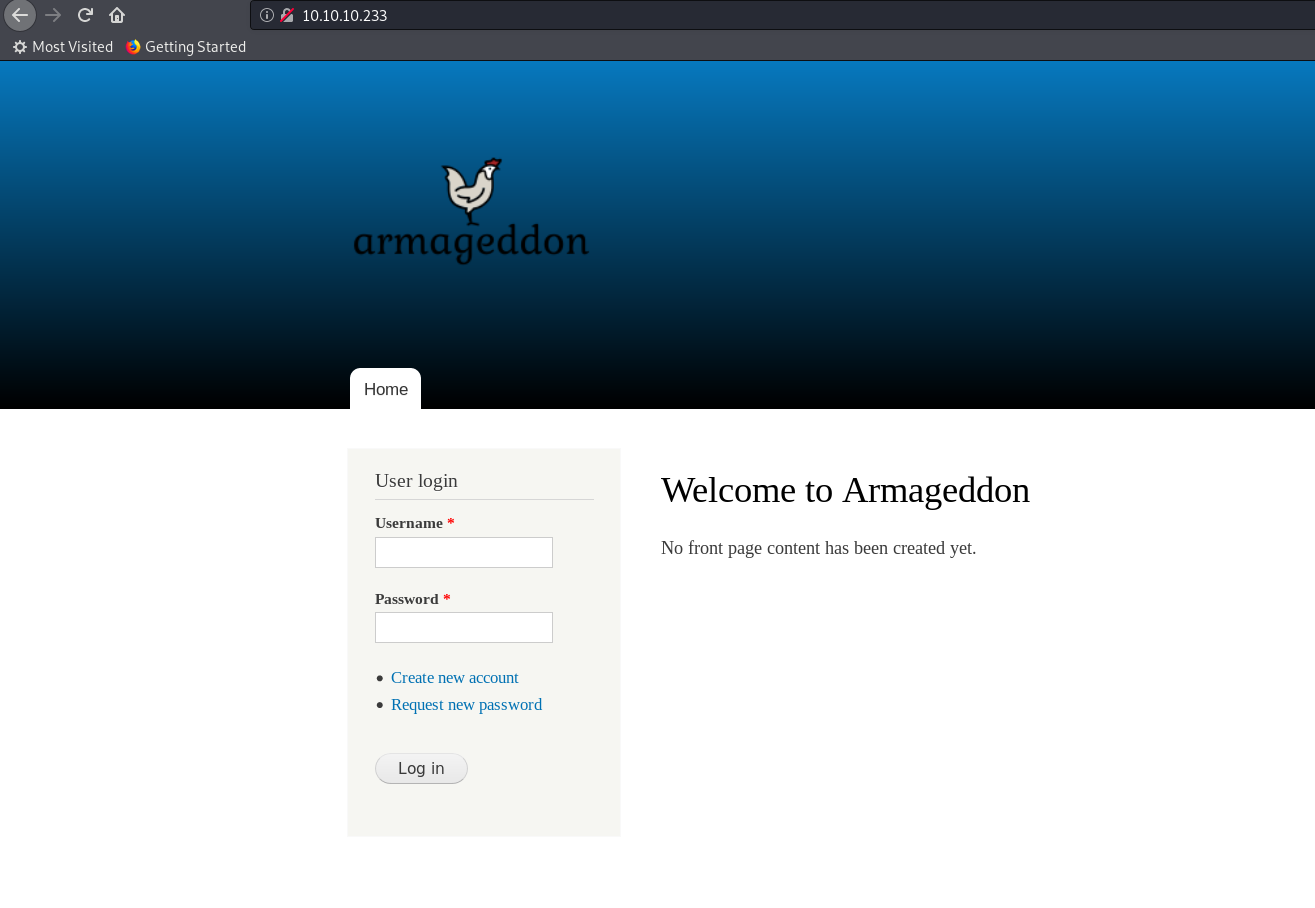 10.10.10.233
Most Visited Getting Started
armageddon
Home
User login
Username *
Password *
Create new account
Request new password
Log in
Welcome to Armageddon
No front page content has been created yet.